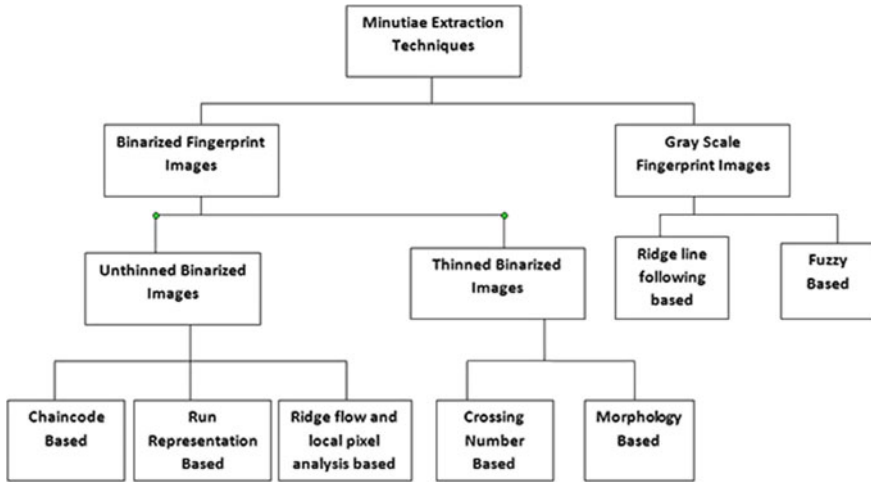 Minutiae Extraction
Techniques
Binarized Fingerprint
Images
Gray Scale
Fingerprint Images
Unthinned Binarized
Images
Thinned Binarized
Images
Ridge line
following
based
Fuzzy
Based
Chaincode
Based
Run
Representation
Based
Ridge flow and
local pixel
analysis based
Crossing
Number
Based
Morphology
Based